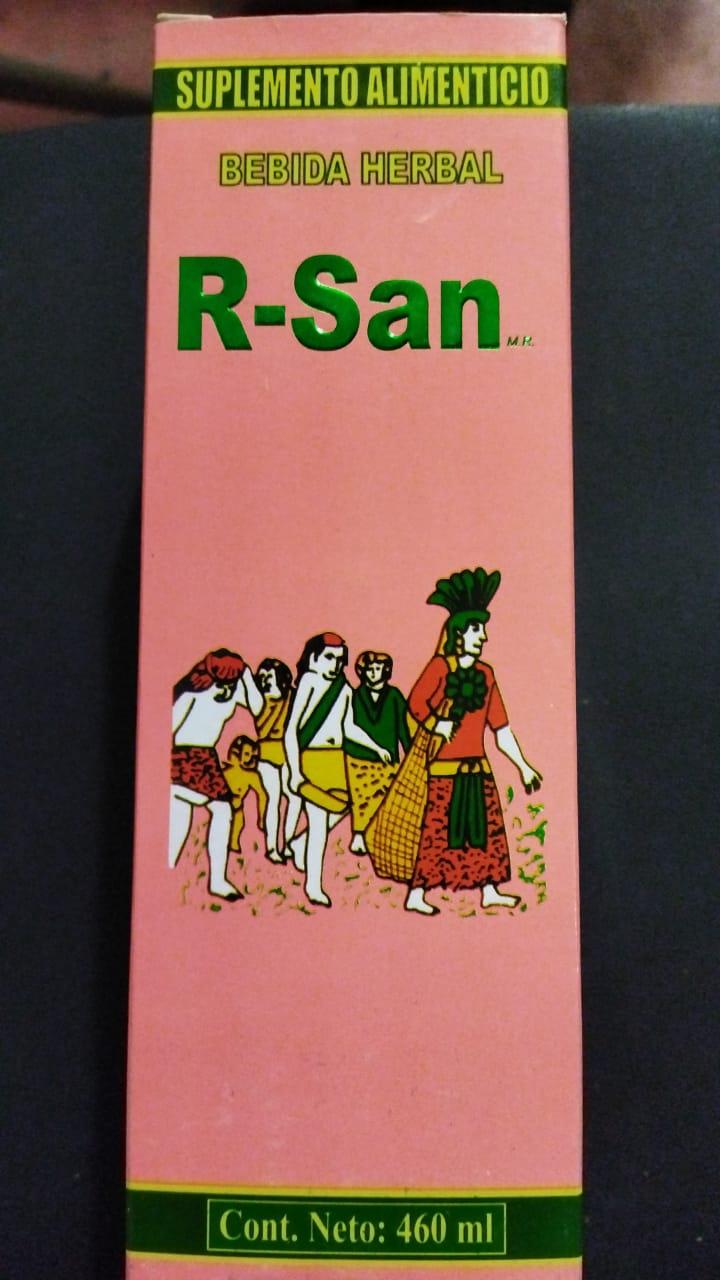 SUPLEMENTO ALIMENTICIO
BEBIDA HERBAL
R-San M.R.
Cont. Neto: 460 ml